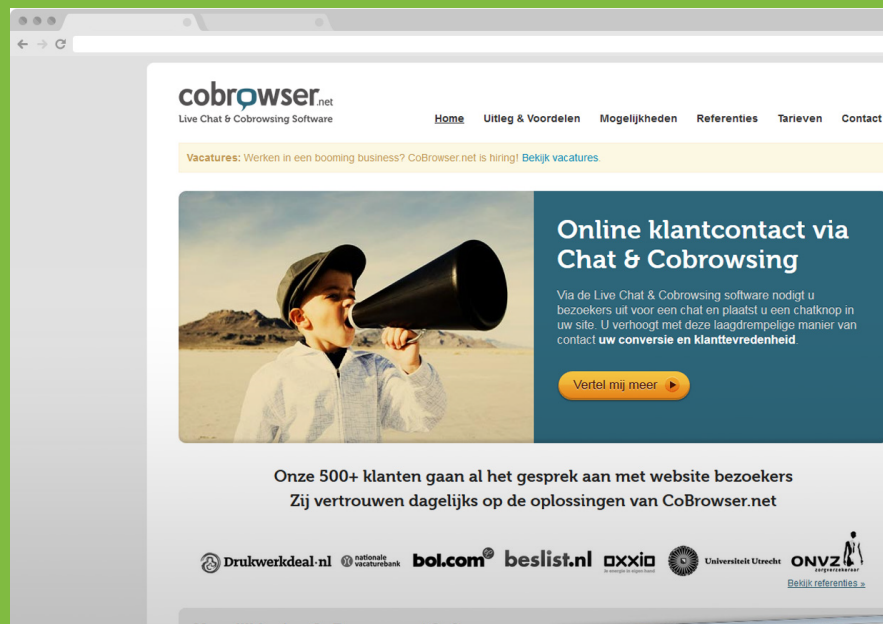 cobrowser.net
Live Chat & Cobrowsing Software
Home Uitleg & Voordelen Mogelijkheden Referenties Tarieven Contact
Vacatures: Werken in een booming business? CoBrowser.net is hiring! Bekijk vacatures.
Online klantcontact via
Chat & Cobrowsing
Via de Live Chat & Cobrowsing software nodigt u
bezoekers uit voor een chat en plaatst u een chatknop in
uw site. U verhoogt met deze laagdrempelige manier van
contact uw conversie en klanttevredenheid.
Vertel mij meer
Onze 500+ klanten gaan al het gesprek aan met website bezoekers
Zij vertrouwen dagelijks op de oplossingen van CoBrowser.net
Drukwerkdeal.nl nationale vacaturebank bol.com beslist.nl oxxio Universiteit Utrecht ONVZ
zorgverzekeraar
Bekijk referenties »